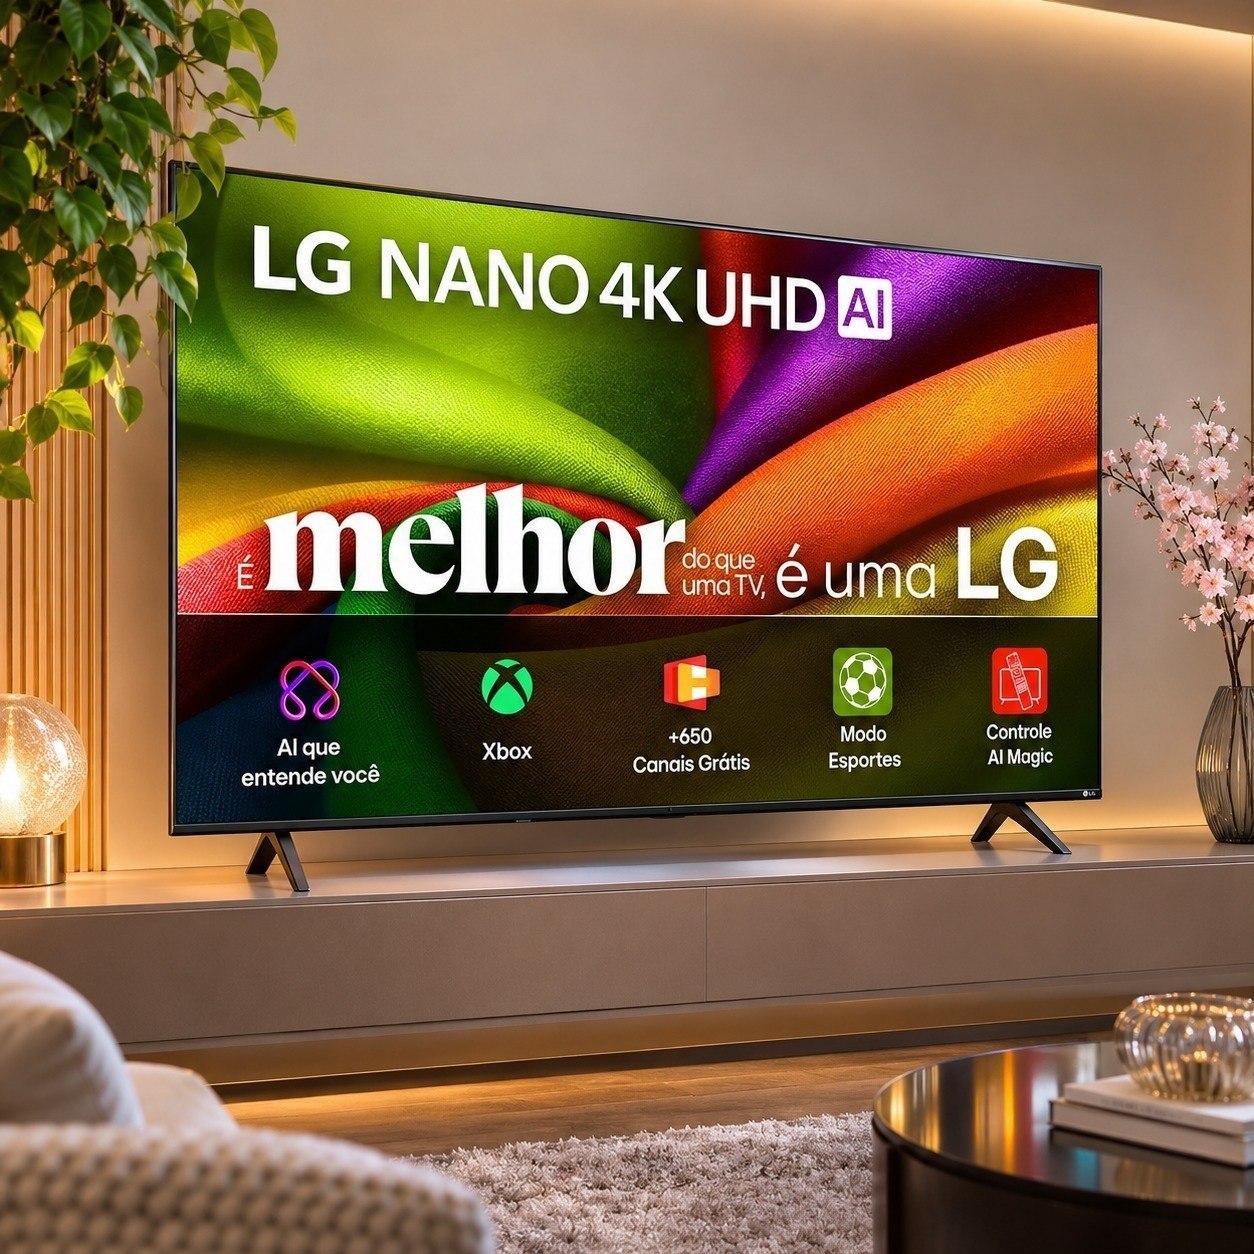 LG NANO 4K UHD AI
É melhor do que uma TV, é uma LG
AI que
entende você
Xbox
+650
Canais Grátis
Modo
Esportes
Controle
AI Magic
LG